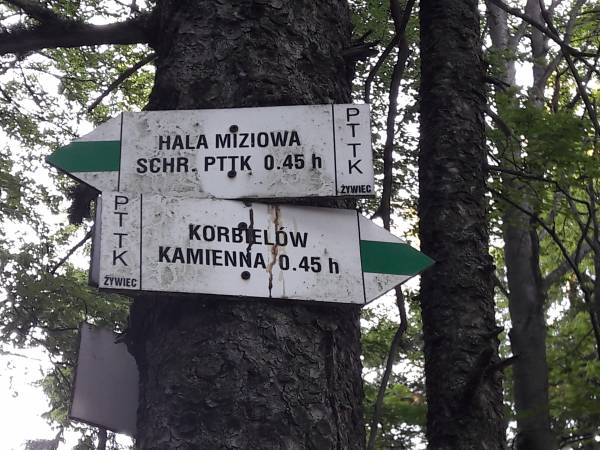 HALA MIZIOWA
SCHR. PTTK 0.45 h
PTTK
ŻYWIEC
PTTK
ŻYWIEC
KORBIELÓW
KAMIENNA 0.45 h